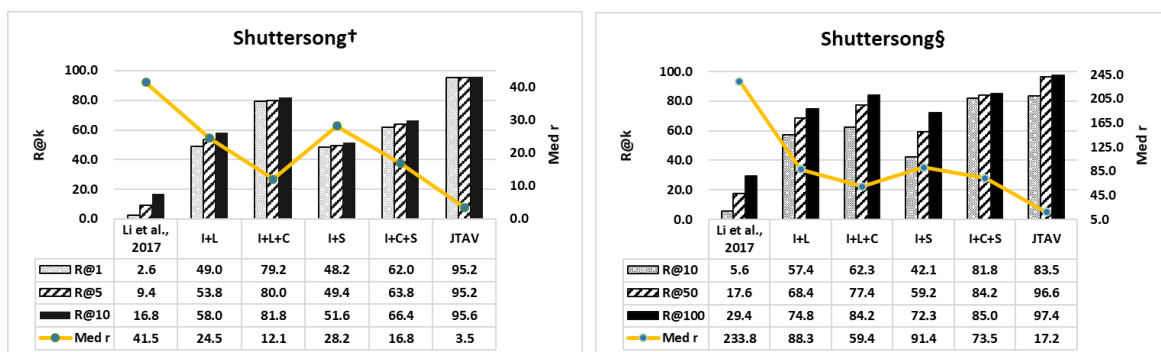 Shuttersong†
100.0
80.0
60.0
40.0
20.0
0.0
R@k
40.0
30.0
20.0
10.0
0.0
Med r
Li et al., 2017 I+L I+L+C I+S I+C+S JTAV
R@1 2.6 49.0 79.2 48.2 62.0 95.2
R@5 9.4 53.8 80.0 49.4 63.8 95.2
R@10 16.8 58.0 81.8 51.6 66.4 95.6
Med r 41.5 24.5 12.1 28.2 16.8 3.5
Shuttersong§
100.0
80.0
60.0
40.0
20.0
0.0
R@k
245.0
205.0
165.0
125.0
85.0
45.0
5.0
Med r
Li et al., 2017 I+L I+L+C I+S I+C+S JTAV
R@10 5.6 57.4 62.3 42.1 81.8 83.5
R@50 17.6 68.4 77.4 59.2 84.2 96.6
R@100 29.4 74.8 84.2 72.3 85.0 97.4
Med r 233.8 88.3 59.4 91.4 73.5 17.2